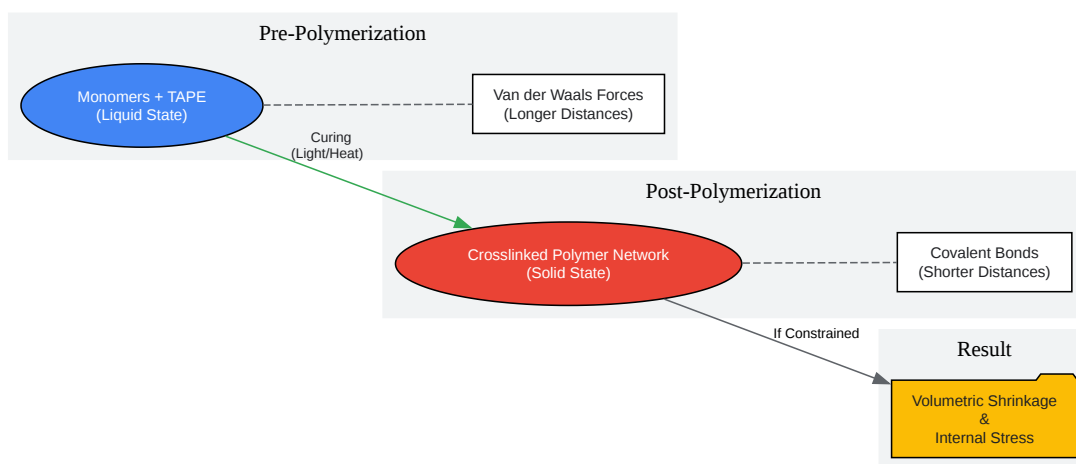 Pre-Polymerization
Monomers + TAPE
(Liquid State)
Van der Waals Forces
(Longer Distances)
Curing
(Light/Heat)
Post-Polymerization
Crosslinked Polymer Network
(Solid State)
Covalent Bonds
(Shorter Distances)
If Constrained
Result
Volumetric Shrinkage
&
Internal Stress